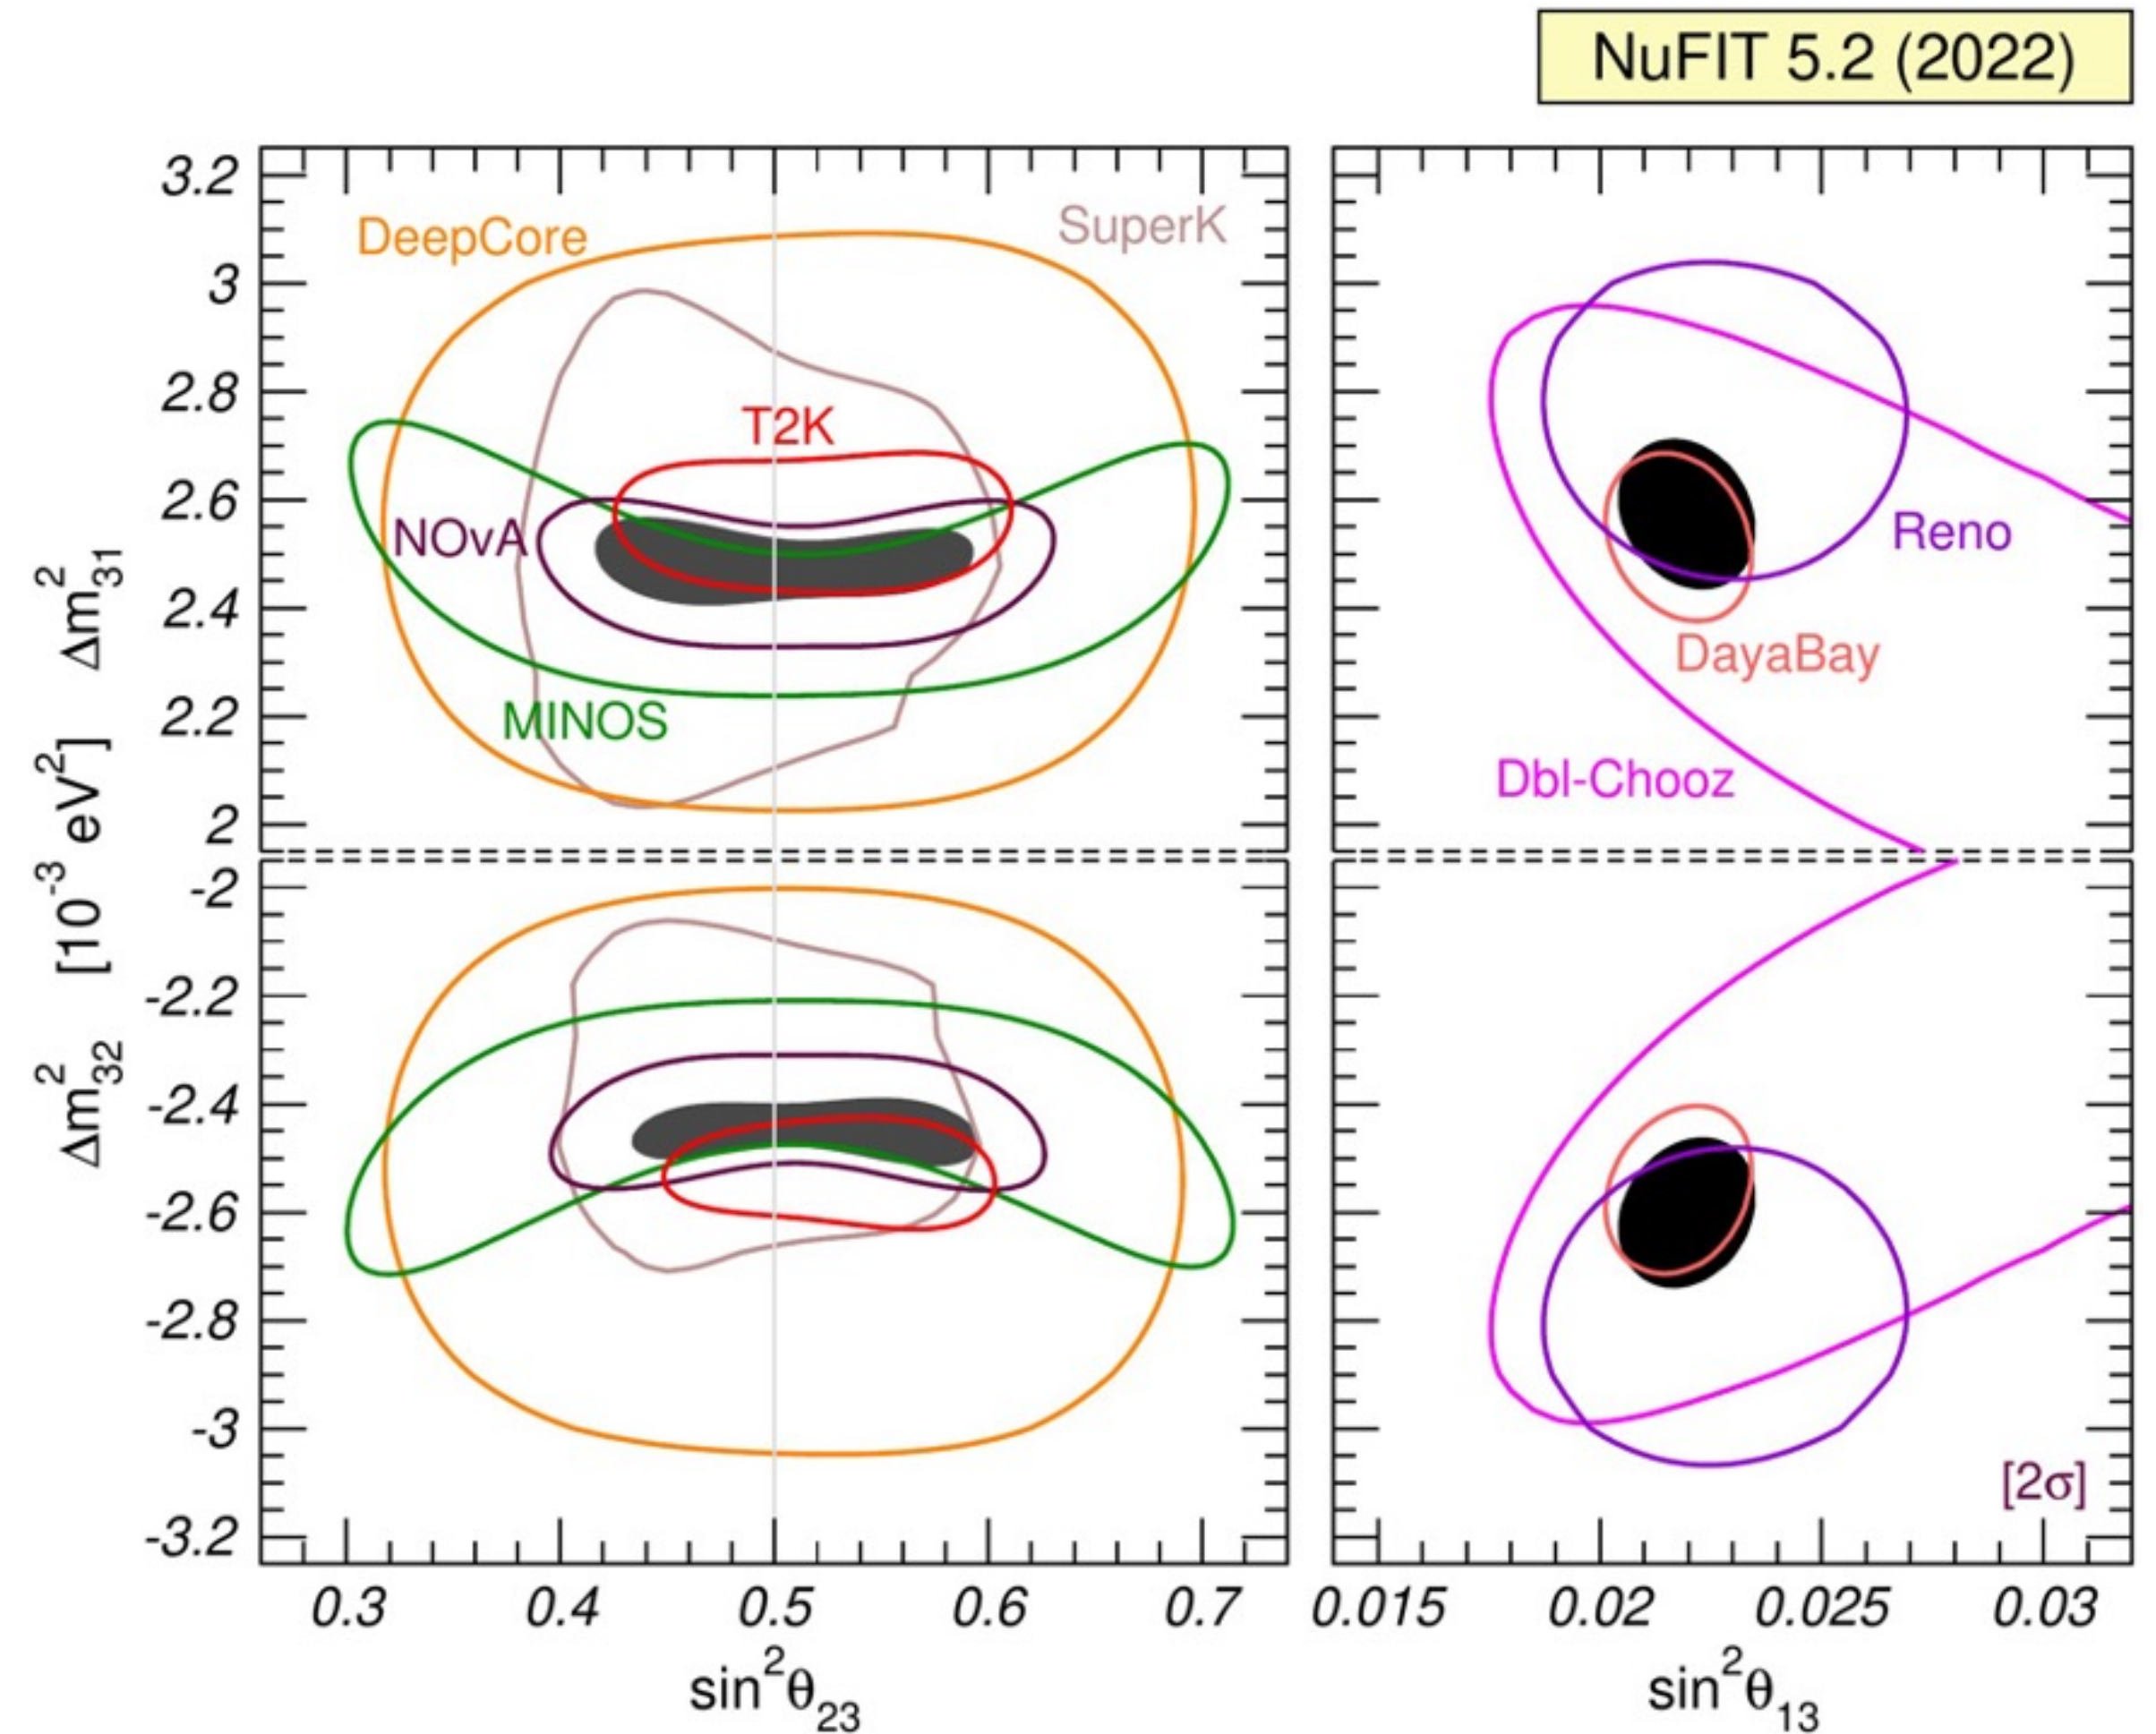 NuFIT 5.2 (2022)
3.2
3
2.8
2.6
2.4
2.2
2
-2
-2.2
-2.4
-2.6
-2.8
-3
-3.2
Δm²₃₂ [10⁻³ eV²] Δm²₃₁
DeepCore
SuperK
T2K
NOvA
MINOS
Reno
DayaBay
Dbl-Chooz
[2σ]
0.3 0.4 0.5 0.6 0.7
0.015 0.02 0.025 0.03
sin²θ₂₃
sin²θ₁₃